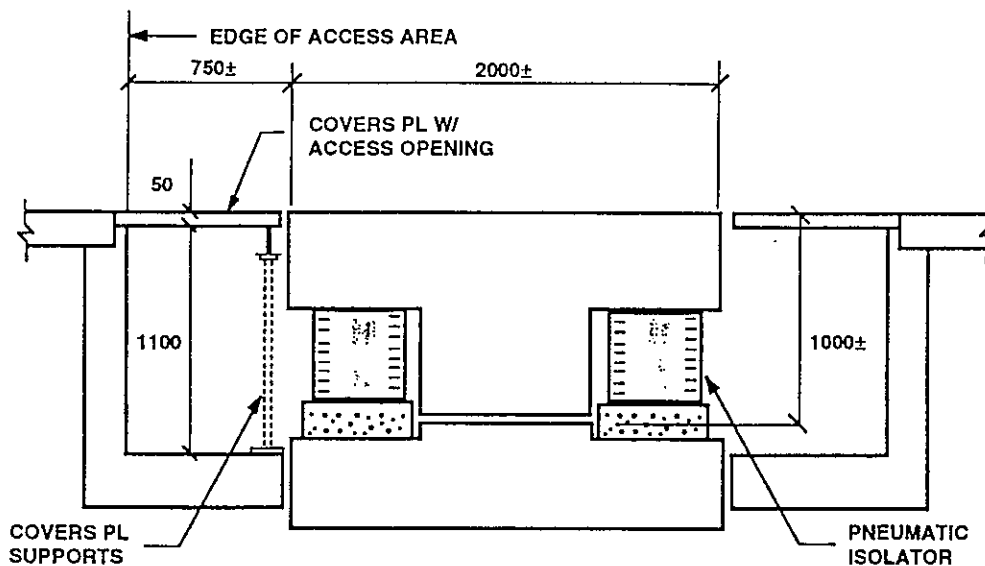 EDGE OF ACCESS AREA
750±
2000±
COVERS PL W/
ACCESS OPENING
50
1100
1000±
COVERS PL
SUPPORTS
PNEUMATIC
ISOLATOR